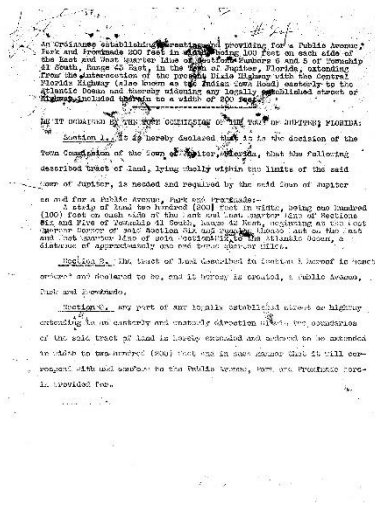 An Ordinance establishing, creating and providing for a Public Avenue,
Park and Promenade 200 feet in width, being 100 feet on each side of
the East and West Quarter Line of Sections Numbers 6 and 5 of Township
41 South, Range 43 East, in the Town of Jupiter, Florida, extending
from the intersection of the present Dixie Highway with the Central
Florida Highway (also known as the Indian Town Road) easterly to the
Atlantic Ocean and thereby widening any legally established street or
Highway included therein to a width of 200 feet.
BE IT ORDAINED BY THE TOWN COMMISSION OF THE TOWN OF JUPITER, FLORIDA:
Section 1. It is hereby declared that it is the decision of the
Town Commission of the Town of Jupiter, Florida, that the following
described tract of land, lying wholly within the limits of the said
Town of Jupiter, is needed and required by the said Town of Jupiter
as and for a Public Avenue, Park and Promenade:-
A strip of land two hundred (200) feet in width, being one hundred
(100) feet on each side of the East and West Quarter Line of Sections
Six and Five of Township 41 South, Range 43 East, beginning at the West
Quarter Corner of said Section Six and running thence East on the East
and West Quarter Line of said Section Six, to the Atlantic Ocean, a
distance of approximately one and three quarter miles.
Section 2. The tract of land described in Section 1 hereof is hereby
ordered and declared to be, and it hereby is created, a Public Avenue,
Park and Promenade.
Section 3. Any part of any legally established street or highway
extending in an easterly and westerly direction within the boundaries
of the said tract of land is hereby extended and ordered to be extended
in width to two hundred (200) feet and in such manner that it will cor-
respond with and conform to the Public Avenue, Park and Promenade here-
in provided for.